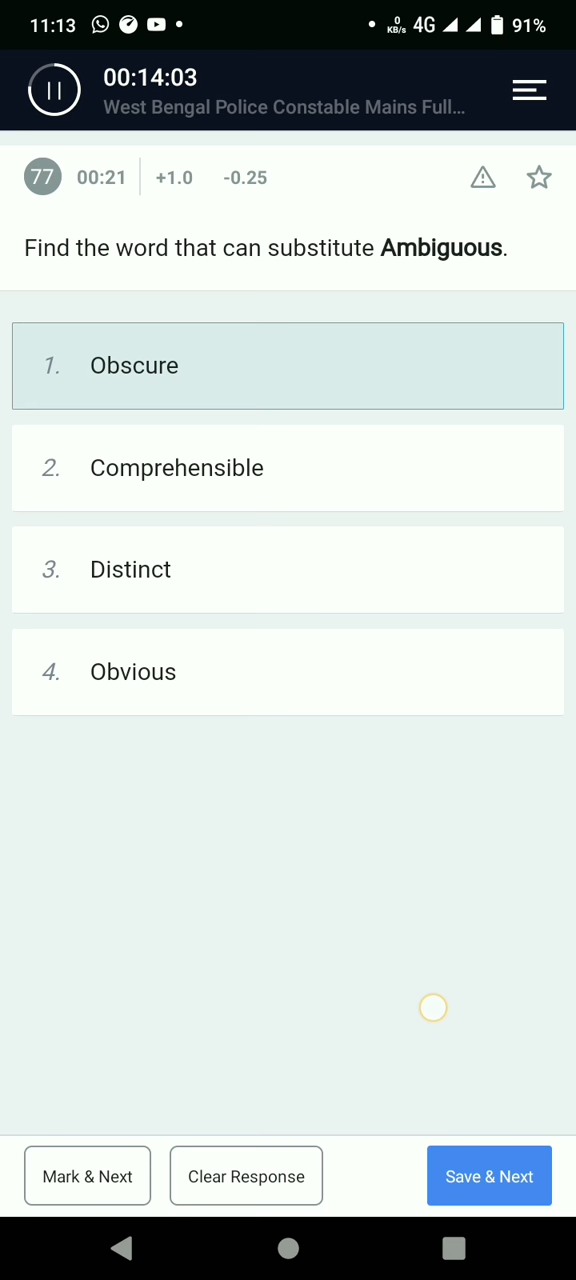 11:13 0 KB/s 4G 91%
00:14:03
West Bengal Police Constable Mains Full...
77 00:21 +1.0 -0.25
Find the word that can substitute Ambiguous.
1. Obscure
2. Comprehensible
3. Distinct
4. Obvious
Mark & Next Clear Response Save & Next